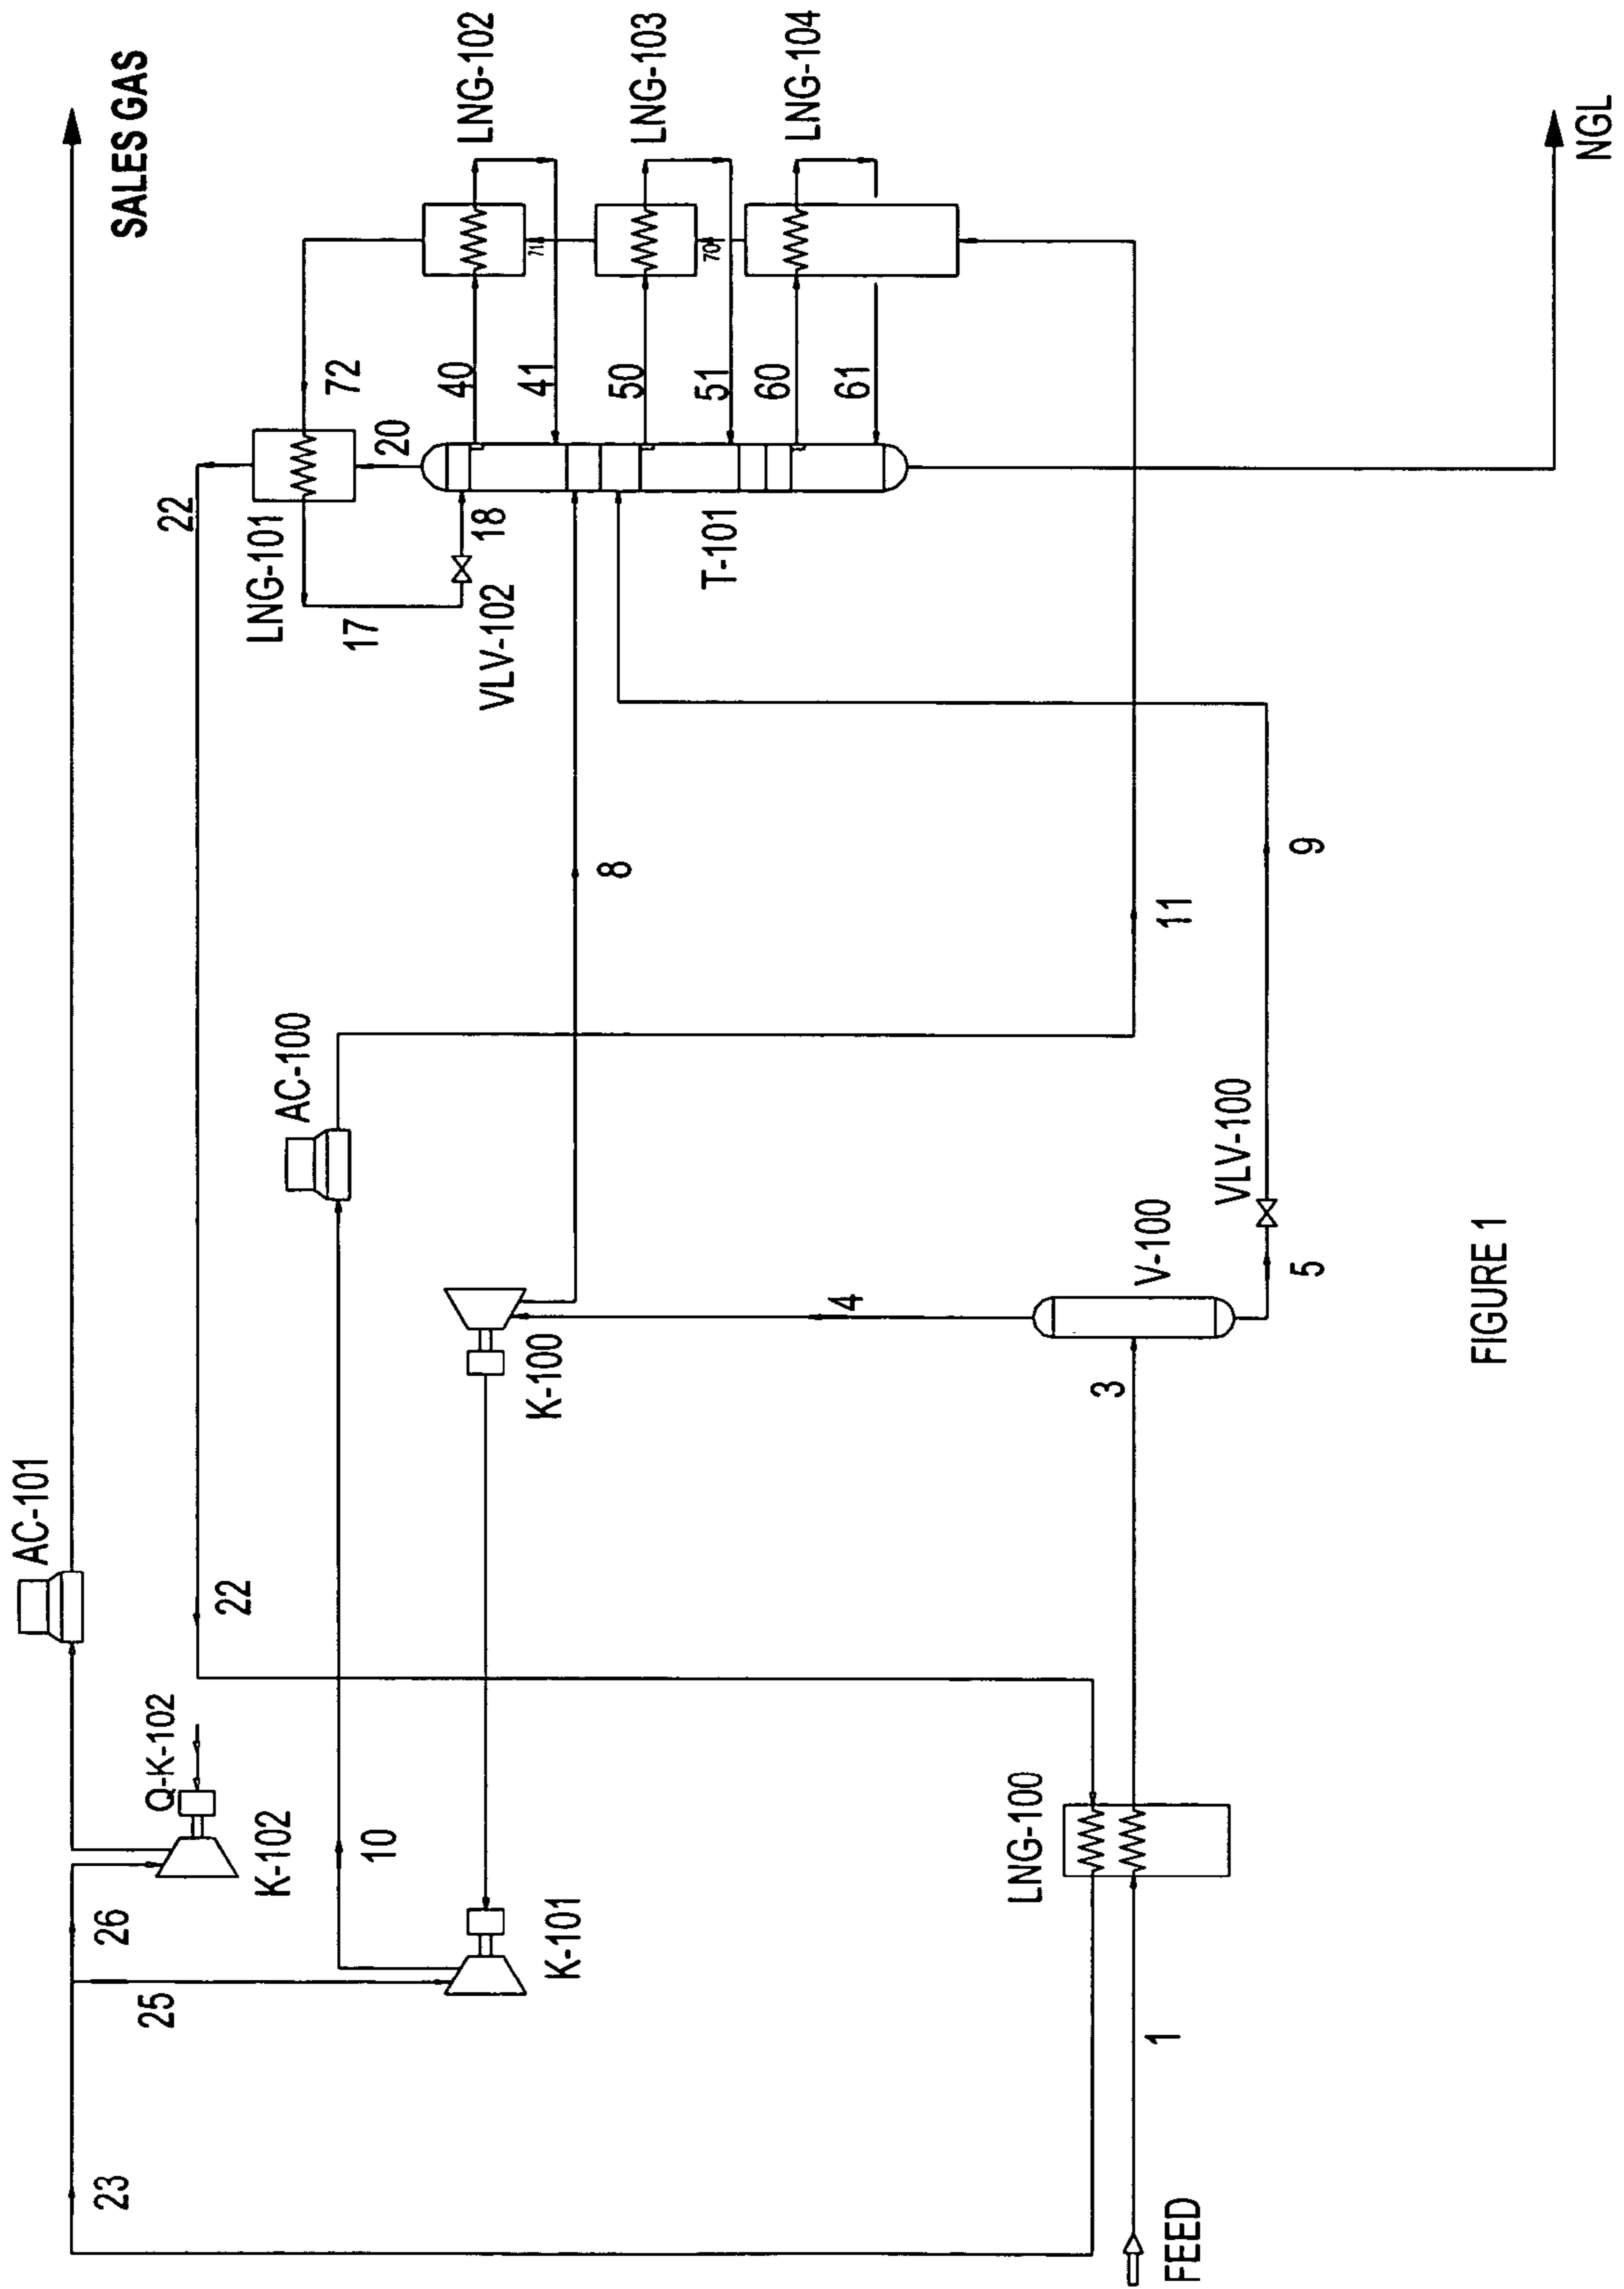 SALES GAS
AC-101
22
22
LNG-101
72
20
17
VLV-102
18
LNG-102
40
71
41
LNG-103
50
70
51
LNG-104
60
61
T-101
Q-K-102
K-102
26
25
23
10
AC-100
K-101
K-100
8
4
11
V-100
VLV-100
5
9
3
LNG-100
1
FEED
NGL
FIGURE 1